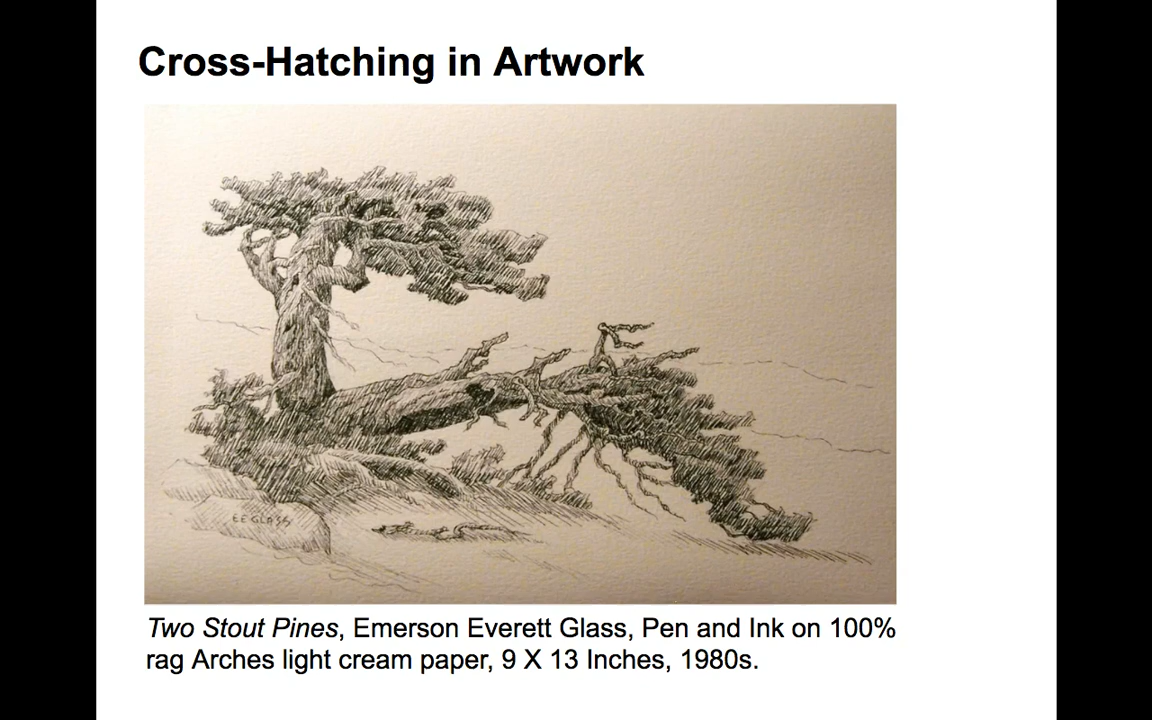 Cross-Hatching in Artwork
EEGLASS
Two Stout Pines, Emerson Everett Glass, Pen and Ink on 100%
rag Arches light cream paper, 9 X 13 Inches, 1980s.